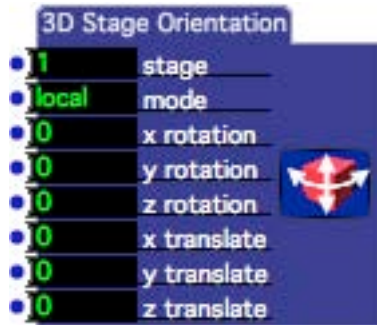 3D Stage Orientation
1 stage
local mode
0 x rotation
0 y rotation
0 z rotation
0 x translate
0 y translate
0 z translate